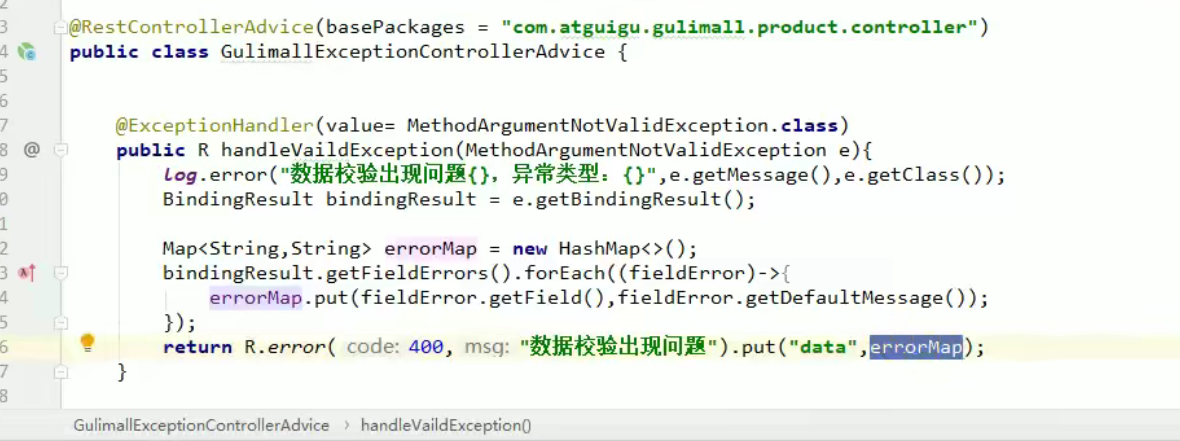 3 @RestControllerAdvice(basePackages = "com.atguigu.gulimall.product.controller")
4 public class GulimallExceptionControllerAdvice {
5
6
7 @ExceptionHandler(value= MethodArgumentNotValidException.class)
8 @ public R handleVaildException(MethodArgumentNotValidException e){
9 log.error("数据校验出现问题{}，异常类型：{}",e.getMessage(),e.getClass());
0 BindingResult bindingResult = e.getBindingResult();
1
2 Map<String,String> errorMap = new HashMap<>();
3 bindingResult.getFieldErrors().forEach((fieldError)->{
4 errorMap.put(fieldError.getField(),fieldError.getDefaultMessage());
5 });
6 return R.error( code: 400, msg: "数据校验出现问题").put("data",errorMap);
7 }
8
GulimallExceptionControllerAdvice › handleVaildException()